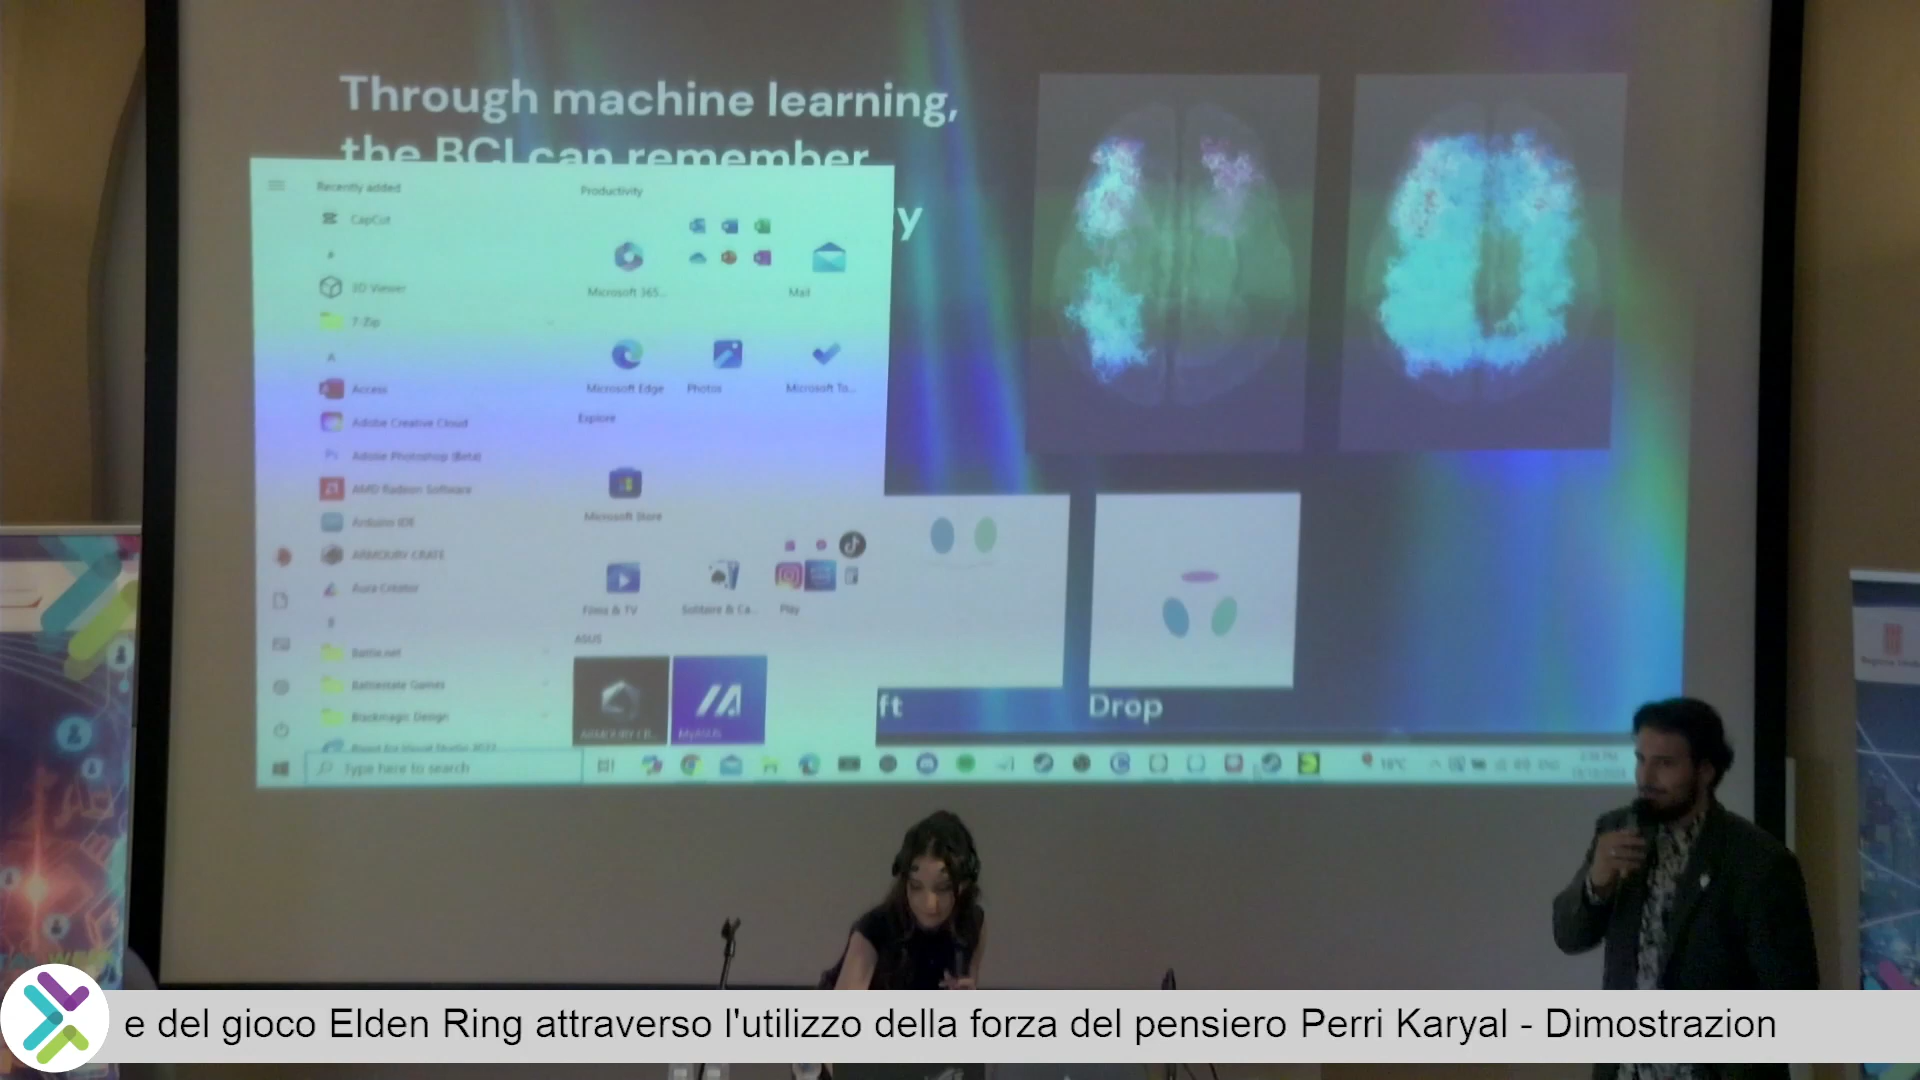 Through machine learning,
the BCI can remember
y
Recently added
CapCut
3D Viewer
7-Zip
A
Access
Adobe Creative Cloud
Adobe Photoshop (Beta)
AMD Radeon Software
Arduino IDE
ARMOURY CRATE
Aura Creator
B
Battle.net
Battlestate Games
Blackmagic Design
Type here to search
Productivity
Microsoft 365...
Mail
Microsoft Edge
Photos
Microsoft To...
Explore
Microsoft Store
Films & TV
Solitaire & Ca...
Play
ASUS
ARMOURY CR...
MyASUS
ft
Drop
16°C
e del gioco Elden Ring attraverso l'utilizzo della forza del pensiero Perri Karyal - Dimostrazion